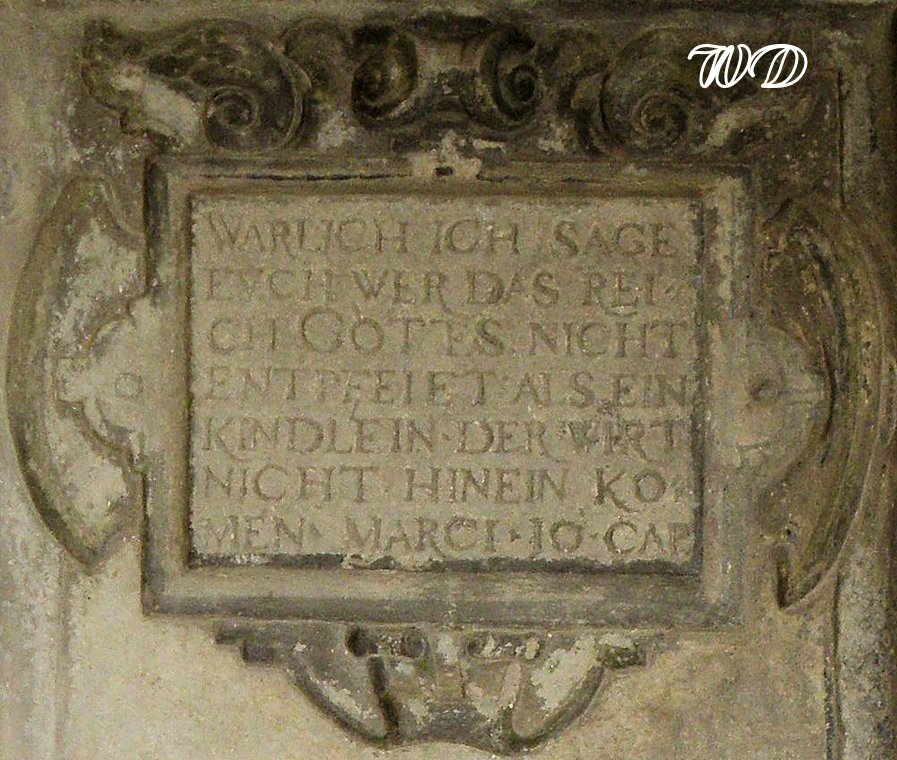 WD
WARLICH ICH SAGE
EVCH WER DAS REI·
CH GOTTES NICHT
ENTPFEIET·ALS EIN
KINDLEIN·DER WIRT
NICHT HINEIN KO·
MEN· MARCI·10·CAP